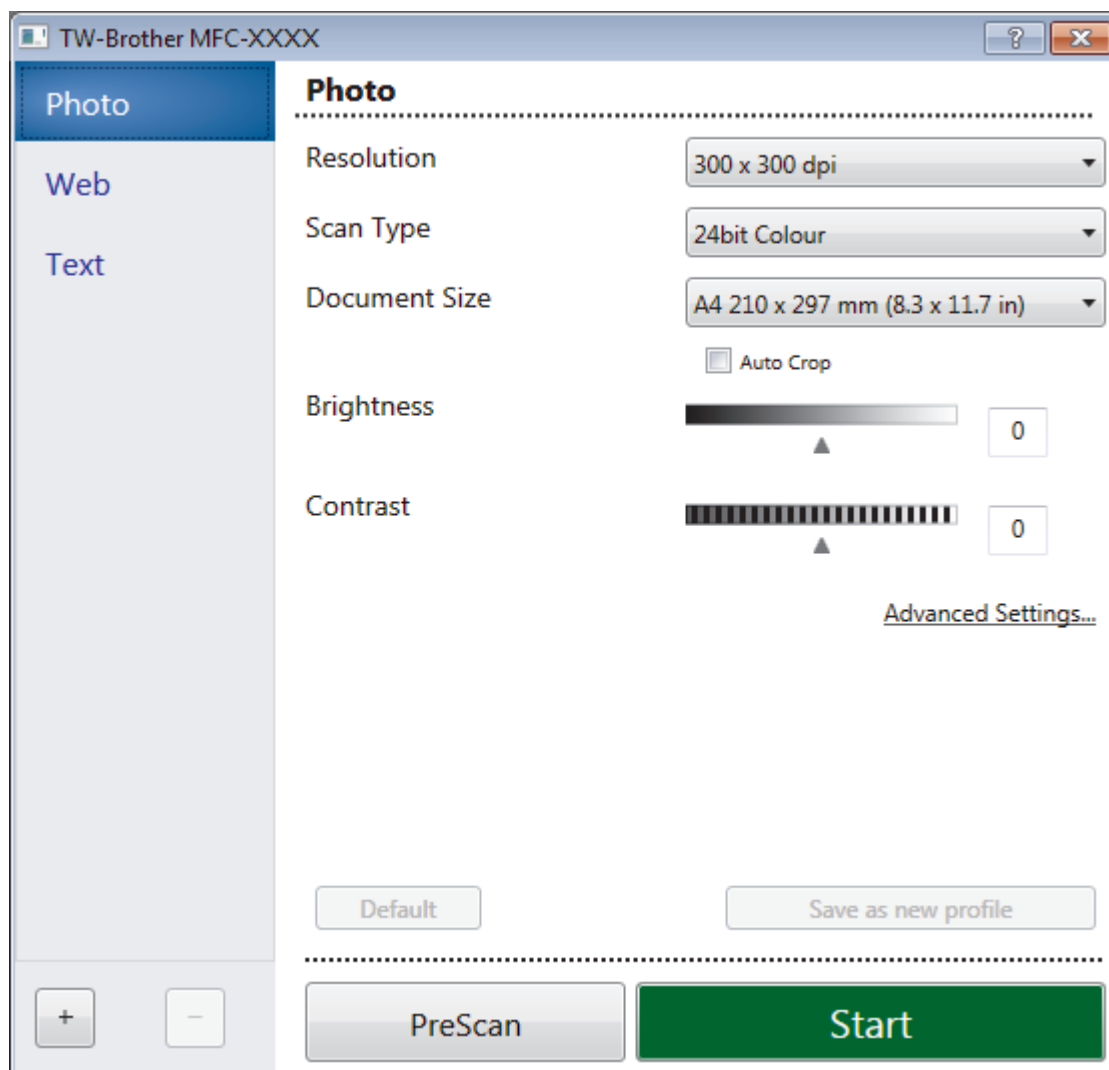 TW-Brother MFC-XXXX
?
Photo
Web
Text
Photo
Resolution
300 x 300 dpi
Scan Type
24bit Colour
Document Size
A4 210 x 297 mm (8.3 x 11.7 in)
Auto Crop
Brightness
0
Contrast
0
Advanced Settings...
Default
Save as new profile
+
−
PreScan
Start